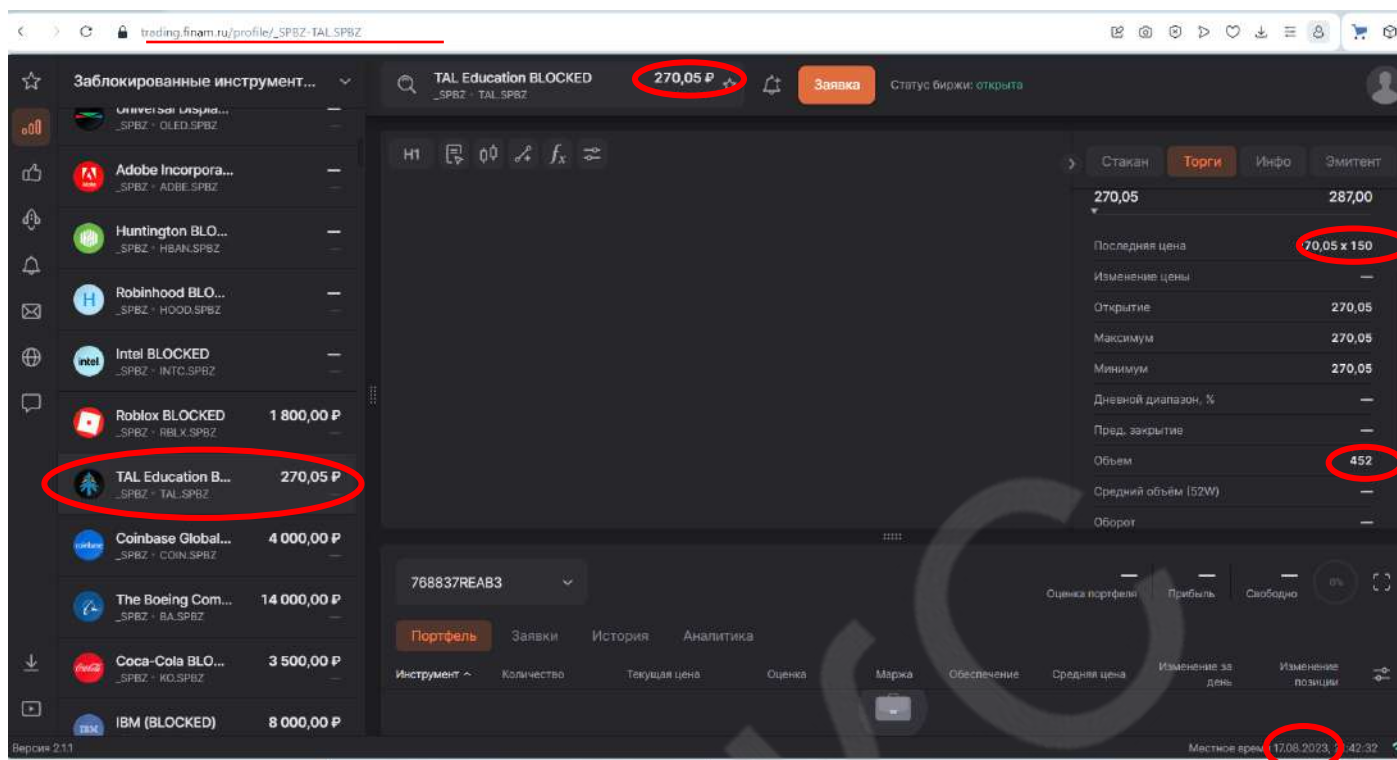 trading.finam.ru/profile/_SPBZ-TAL.SPBZ
Заблокированные инструмент...
TAL Education BLOCKED
270,05 ₽
_SPBZ · TAL.SPBZ
Заявка
Статус биржи: открыта
Universal Displa...
—
_SPBZ · OLED.SPBZ
—
Adobe Incorpora...
—
_SPBZ · ADBE.SPBZ
—
Huntington BLO...
—
_SPBZ · HBAN.SPBZ
—
Robinhood BLO...
—
_SPBZ · HOOD.SPBZ
—
Intel BLOCKED
—
_SPBZ · INTC.SPBZ
—
Roblox BLOCKED
1 800,00 ₽
_SPBZ · RBLX.SPBZ
—
TAL Education B...
270,05 ₽
_SPBZ · TAL.SPBZ
Coinbase Global...
4 000,00 ₽
_SPBZ · COIN.SPBZ
—
The Boeing Com...
14 000,00 ₽
_SPBZ · BA.SPBZ
—
Coca-Cola BLO...
3 500,00 ₽
_SPBZ · KO.SPBZ
—
IBM (BLOCKED)
8 000,00 ₽
H1
fx
Стакан Торги Инфо Эмитент
270,05 287,00
Последняя цена 70,05 x 150
Изменение цены —
Открытие 270,05
Максимум 270,05
Минимум 270,05
Дневной диапазон, % —
Пред. закрытие —
Объем 452
Средний объём (52W) —
Оборот —
768837REAB3
— — —
Оценка портфеля Прибыль Свободно
0%
Портфель Заявки История Аналитика
Инструмент Количество Текущая цена Оценка Маржа Обеспечение Средняя цена Изменение за день Изменение позиции
Версия 2.1.1
Местное время 17.08.2023, :42:32